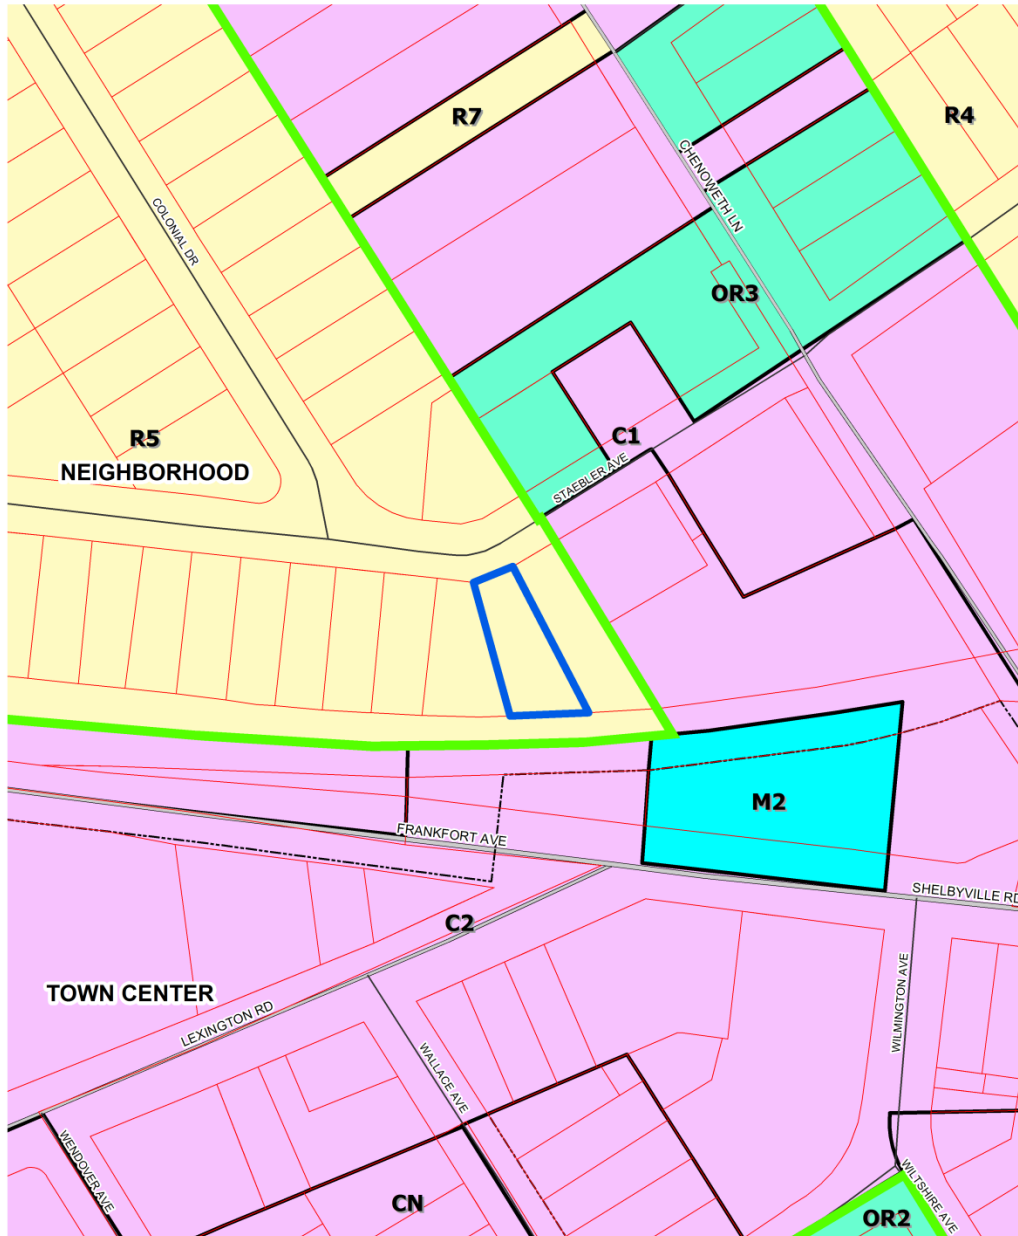 R7
R4
CHENOWETH LN
COLONIAL DR
OR3
R5
C1
NEIGHBORHOOD
STAEBLER AVE
M2
FRANKFORT AVE
SHELBYVILLE RD
C2
WILMINGTON AVE
TOWN CENTER
LEXINGTON RD
WALLACE AVE
WENDOVER AVE
WILTSHIRE AVE
CN
OR2